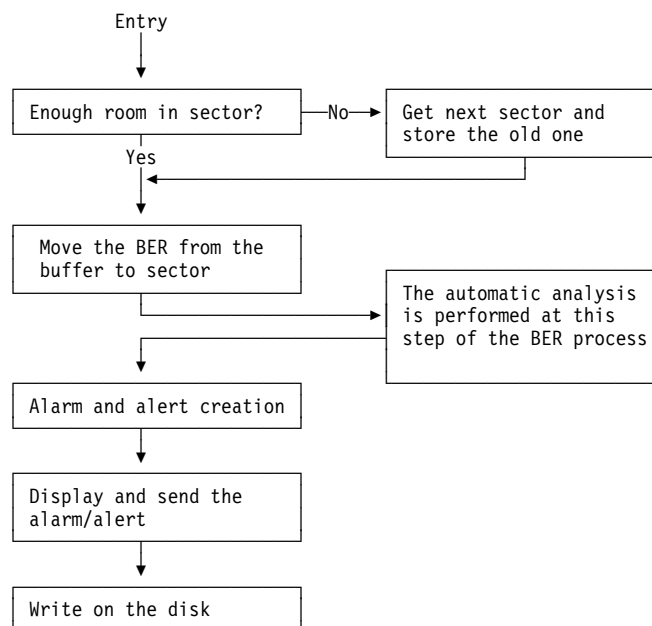 Entry
Enough room in sector?
No
Get next sector and
store the old one
Yes
Move the BER from the
buffer to sector
The automatic analysis
is performed at this
step of the BER process
Alarm and alert creation
Display and send the
alarm/alert
Write on the disk